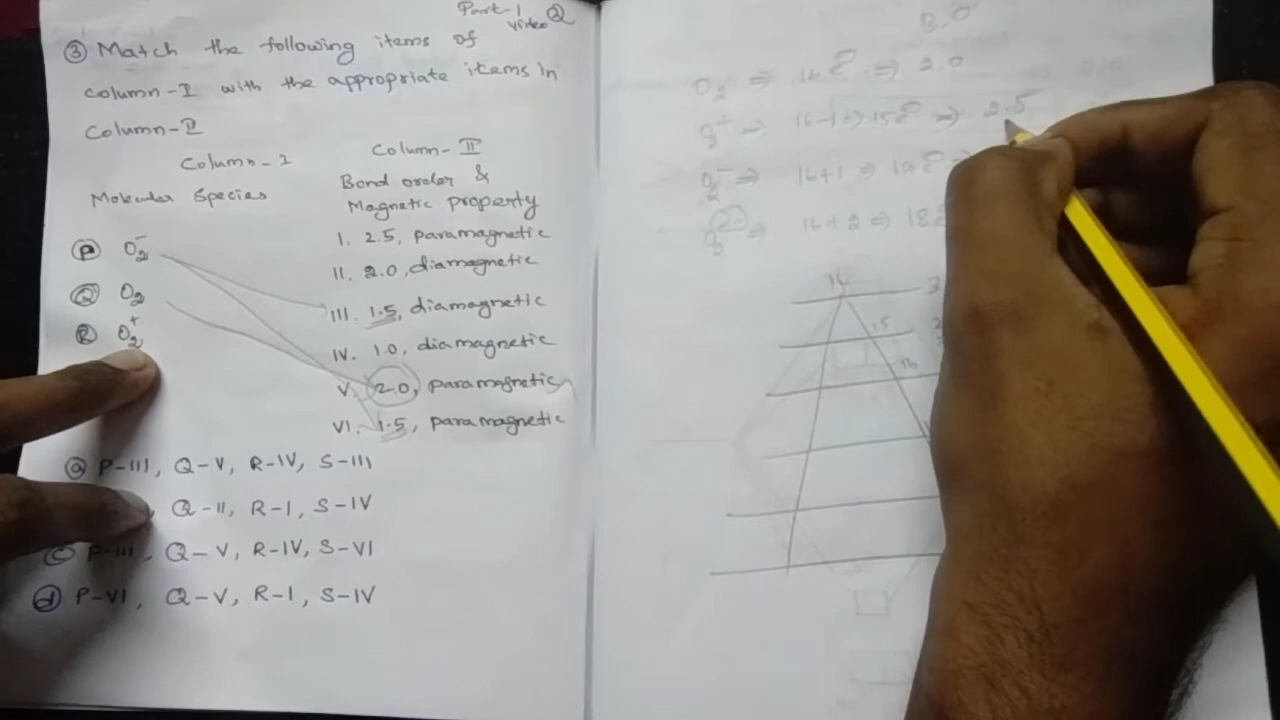 Part-1
video Q
③ Match the following items of
column-I with the appropriate items in
Column-II
Column-I
Column-II
Molecular Species
Bond order &
Magnetic property
Ⓟ O₂⁻
Ⓠ O₂
Ⓡ O₂⁺
I. 2.5, paramagnetic
II. 2.0, diamagnetic
III. 1.5, diamagnetic
IV. 1.0, diamagnetic
V. 2.0, paramagnetic
VI. 1.5, paramagnetic
ⓐ P-III, Q-V, R-IV, S-III
Q-II, R-I, S-IV
ⓒ P-III, Q-V, R-IV, S-VI
ⓓ P-VI, Q-V, R-I, S-IV
B.O
O₂ ⇒ 16 e⁻ ⇒ 2.0
O₂⁺ ⇒ 16-1 ⇒ 15 e⁻ ⇒ 2.5
O₂⁻ ⇒ 16+1 ⇒ 17 e⁻ ⇒
O₂²⁻ ⇒ 16+2 ⇒ 18 e⁻
14
15
16